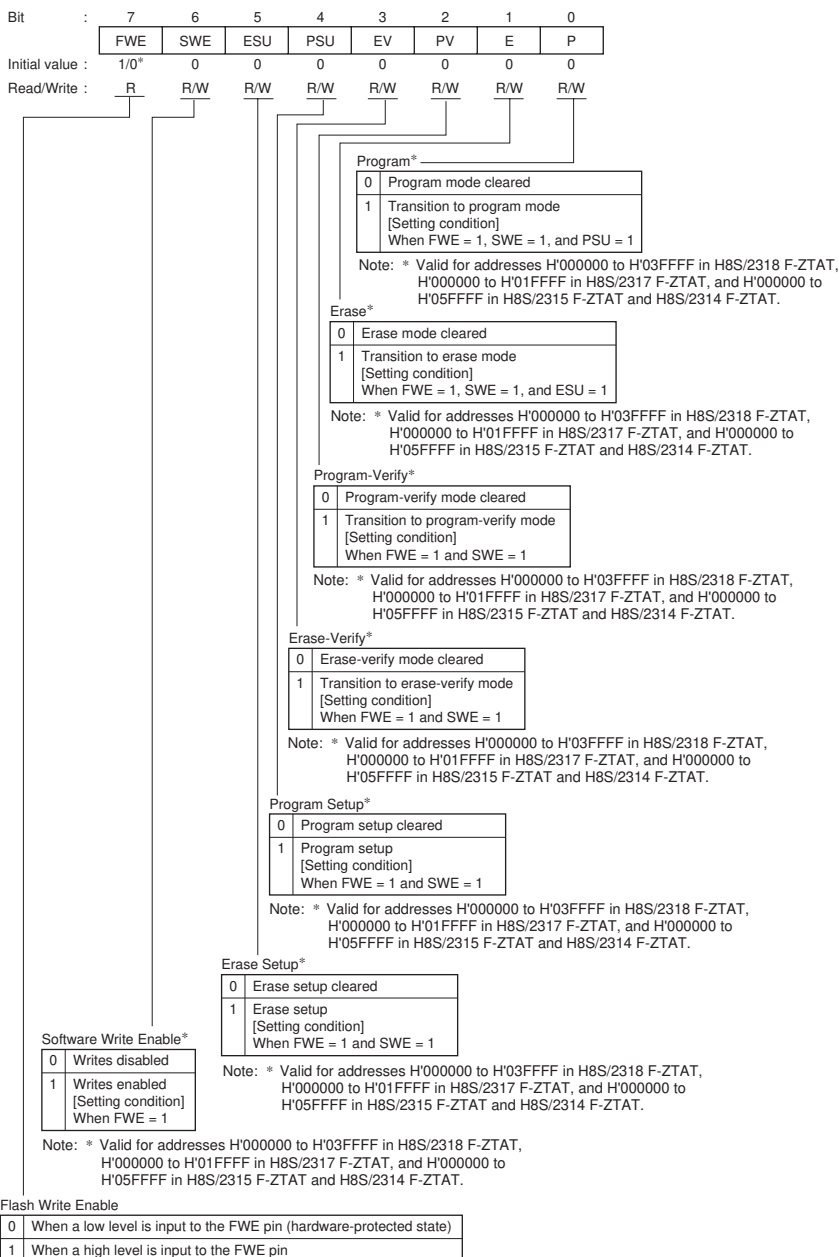 Bit : 7 6 5 4 3 2 1 0
FWE SWE ESU PSU EV PV E P
Initial value : 1/0* 0 0 0 0 0 0 0
Read/Write : R R/W R/W R/W R/W R/W R/W R/W
Program*
0 Program mode cleared
1 Transition to program mode
[Setting condition]
When FWE = 1, SWE = 1, and PSU = 1
Note: * Valid for addresses H'000000 to H'03FFFF in H8S/2318 F-ZTAT,
H'000000 to H'01FFFF in H8S/2317 F-ZTAT, and H'000000 to
H'05FFFF in H8S/2315 F-ZTAT and H8S/2314 F-ZTAT.
Erase*
0 Erase mode cleared
1 Transition to erase mode
[Setting condition]
When FWE = 1, SWE = 1, and ESU = 1
Note: * Valid for addresses H'000000 to H'03FFFF in H8S/2318 F-ZTAT,
H'000000 to H'01FFFF in H8S/2317 F-ZTAT, and H'000000 to
H'05FFFF in H8S/2315 F-ZTAT and H8S/2314 F-ZTAT.
Program-Verify*
0 Program-verify mode cleared
1 Transition to program-verify mode
[Setting condition]
When FWE = 1 and SWE = 1
Note: * Valid for addresses H'000000 to H'03FFFF in H8S/2318 F-ZTAT,
H'000000 to H'01FFFF in H8S/2317 F-ZTAT, and H'000000 to
H'05FFFF in H8S/2315 F-ZTAT and H8S/2314 F-ZTAT.
Erase-Verify*
0 Erase-verify mode cleared
1 Transition to erase-verify mode
[Setting condition]
When FWE = 1 and SWE = 1
Note: * Valid for addresses H'000000 to H'03FFFF in H8S/2318 F-ZTAT,
H'000000 to H'01FFFF in H8S/2317 F-ZTAT, and H'000000 to
H'05FFFF in H8S/2315 F-ZTAT and H8S/2314 F-ZTAT.
Program Setup*
0 Program setup cleared
1 Program setup
[Setting condition]
When FWE = 1 and SWE = 1
Note: * Valid for addresses H'000000 to H'03FFFF in H8S/2318 F-ZTAT,
H'000000 to H'01FFFF in H8S/2317 F-ZTAT, and H'000000 to
H'05FFFF in H8S/2315 F-ZTAT and H8S/2314 F-ZTAT.
Erase Setup*
0 Erase setup cleared
1 Erase setup
[Setting condition]
When FWE = 1 and SWE = 1
Note: * Valid for addresses H'000000 to H'03FFFF in H8S/2318 F-ZTAT,
H'000000 to H'01FFFF in H8S/2317 F-ZTAT, and H'000000 to
H'05FFFF in H8S/2315 F-ZTAT and H8S/2314 F-ZTAT.
Software Write Enable*
0 Writes disabled
1 Writes enabled
[Setting condition]
When FWE = 1
Note: * Valid for addresses H'000000 to H'03FFFF in H8S/2318 F-ZTAT,
H'000000 to H'01FFFF in H8S/2317 F-ZTAT, and H'000000 to
H'05FFFF in H8S/2315 F-ZTAT and H8S/2314 F-ZTAT.
Flash Write Enable
0 When a low level is input to the FWE pin (hardware-protected state)
1 When a high level is input to the FWE pin